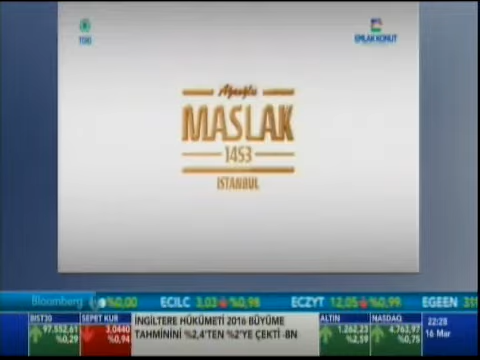 TOKİ
EMLAK KONUT
Ağaoğlu
MASLAK
1453
İSTANBUL
Bloomberg %0,00 ECILC 3,03 %0,98 ECZYT 12,05 %0,99 EGEEN
BIST30 SEPET KUR ALTIN NASDAQ
97.552,61 3,0440 1.262,23 4.763,97
%0,29 %0,94 %2,59 %0,75
İNGİLTERE HÜKÜMETİ 2016 BÜYÜME
TAHMİNİNİ %2,4'TEN %2'YE ÇEKTİ -BN
22:28
16 Mar